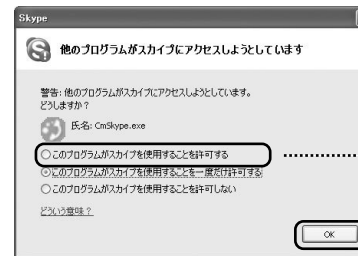 Skype
他のプログラムがスカイプにアクセスしようとしています
警告: 他のプログラムがスカイプにアクセスしようとしています。
どうしますか？
氏名: CmSkype.exe
このプログラムがスカイプを使用することを許可する
このプログラムがスカイプを使用することを一度だけ許可する
このプログラムがスカイプを使用することを許可しない
どういう意味？
OK